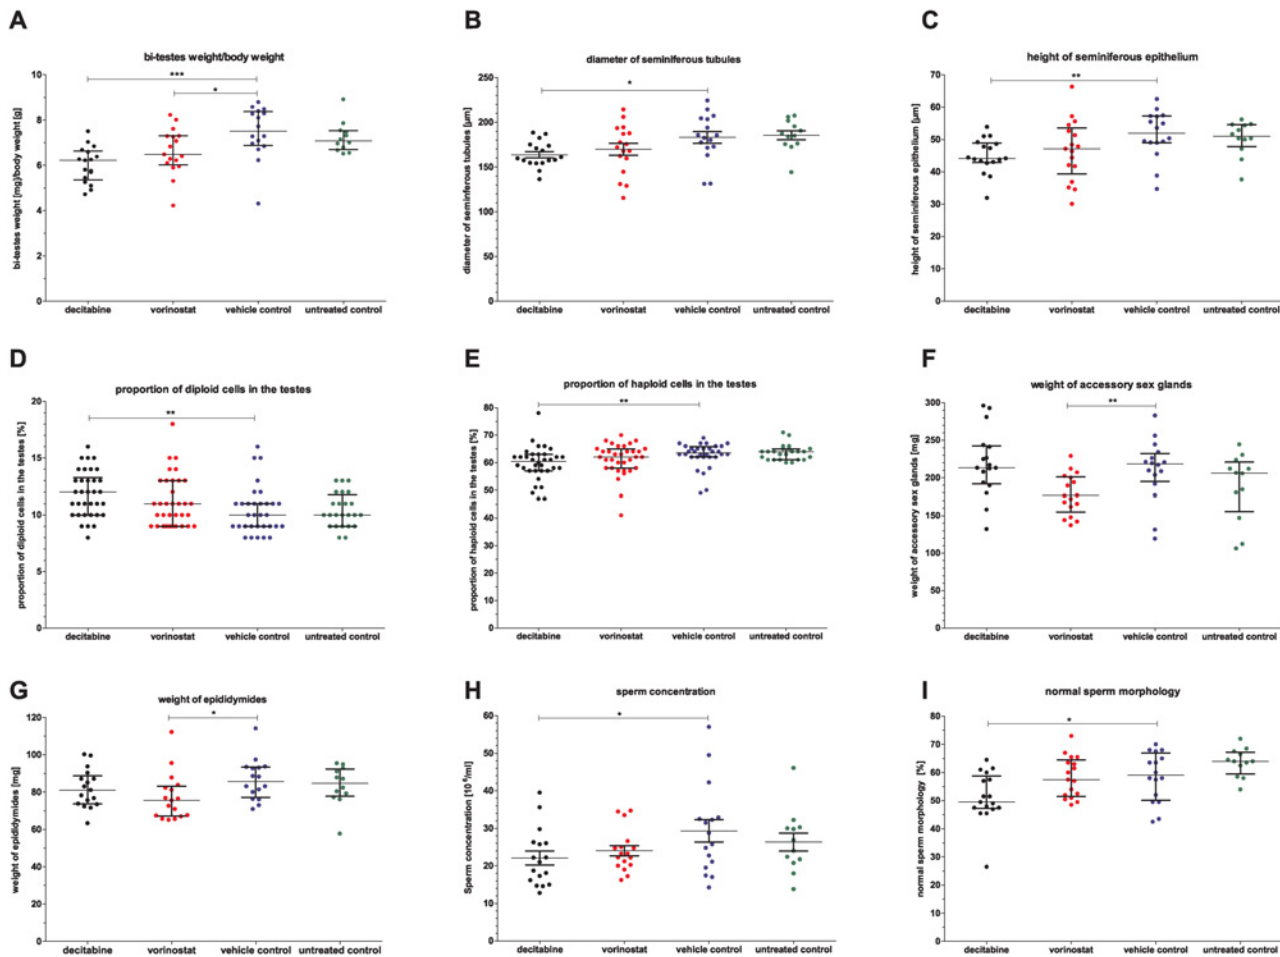 A
bi-testes weight/body weight
***
*
bi-testes weight [mg]/body weight [g]
10
8
6
4
2
0
decitabine vorinostat vehicle control untreated control
B
diameter of seminiferous tubules
*
diameter of seminferous tubules [µm]
250
200
150
100
50
0
decitabine vorinostat vehicle control untreated control
C
height of seminiferous epithelium
**
height of seminiferous epithelium [µm]
70
60
50
40
30
20
10
0
decitabine vorinostat vehicle control untreated control
D
proportion of diploid cells in the testes
**
proportion of diploid cells in the testes [%]
20
15
10
5
0
decitabine vorinostat vehicle control untreated control
E
proportion of haploid cells in the testes
**
proportion of haploid cells in the testes [%]
80
70
60
50
40
30
20
10
0
decitabine vorinostat vehicle control untreated control
F
weight of accessory sex glands
**
weight of accessory sex glands [mg]
300
250
200
150
100
50
0
decitabine vorinostat vehicle control untreated control
G
weight of epididymides
*
weight of epididymides [mg]
120
100
80
60
40
20
0
decitabine vorinostat vehicle control untreated control
H
sperm concentration
*
Sperm concentration [10⁶/ml]
60
50
40
30
20
10
0
decitabine vorinostat vehicle control untreated control
I
normal sperm morphology
*
normal sperm morphology [%]
80
70
60
50
40
30
20
10
0
decitabine vorinostat vehicle control untreated control